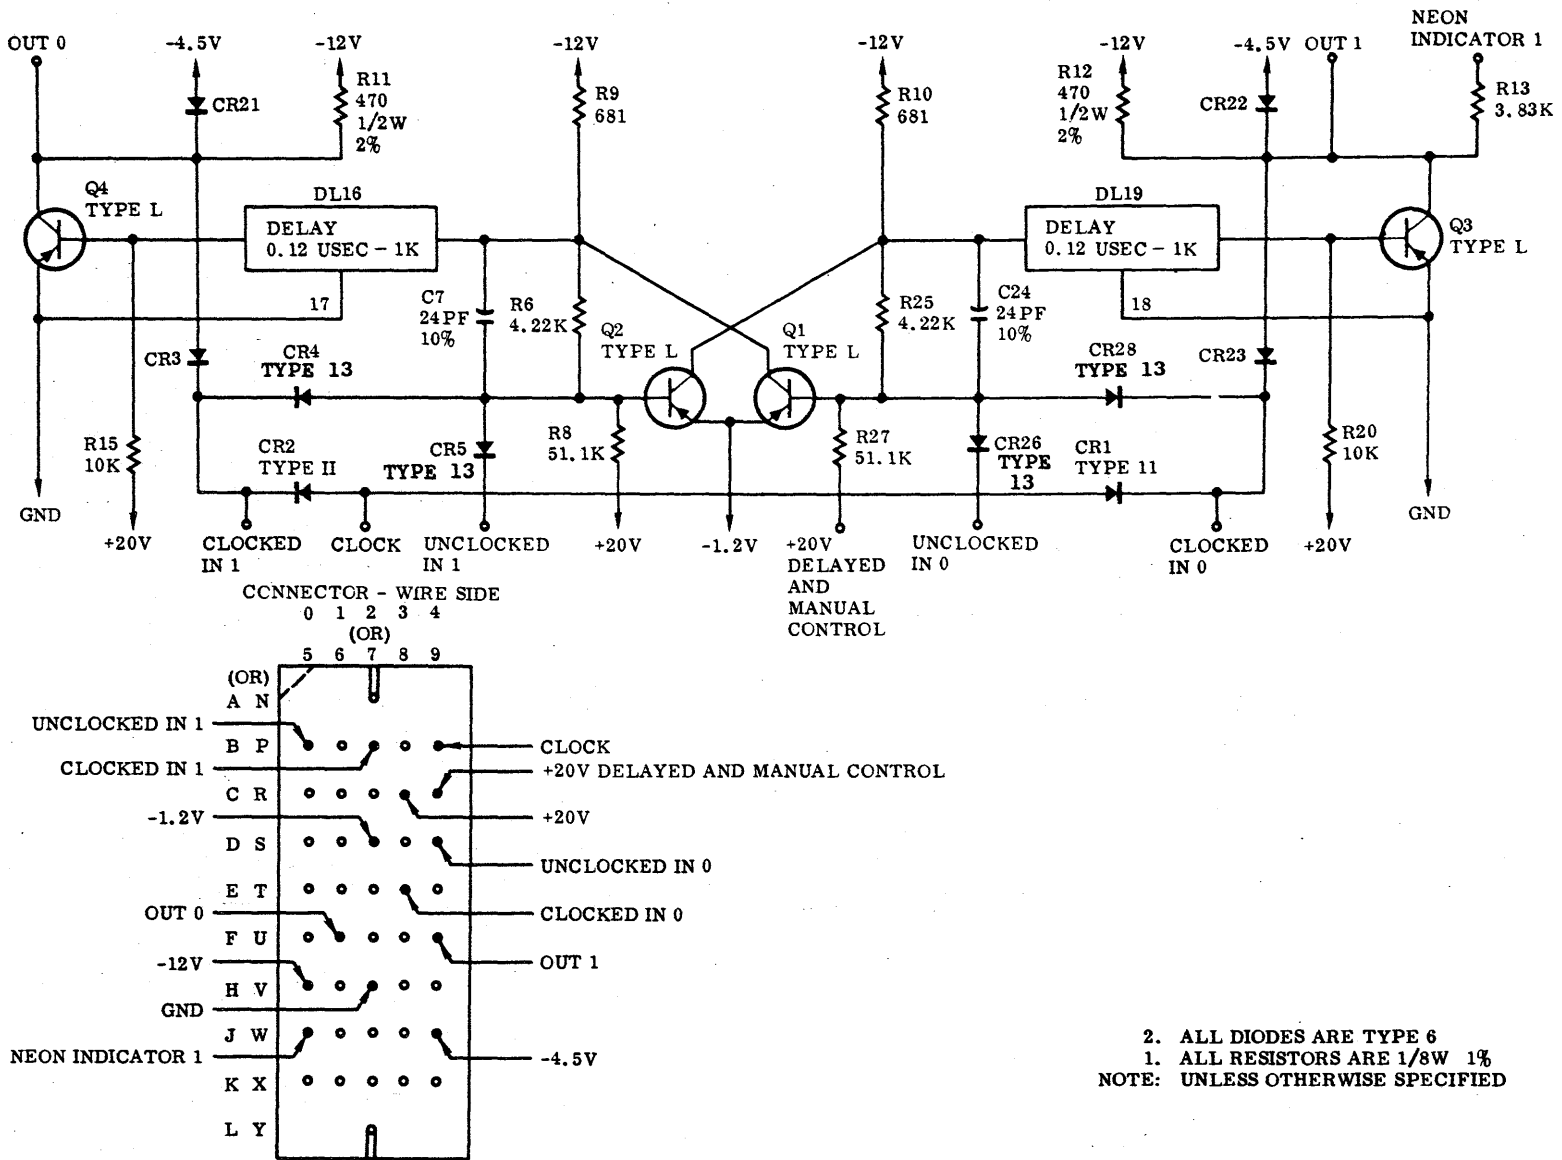 OUT 0
-4.5V
-12V
-12V
-12V
-12V
-4.5V
OUT 1
NEON
INDICATOR 1
CR21
R11
470
1/2W
2%
R9
681
R10
681
R12
470
1/2W
2%
CR22
R13
3.83K
Q4
TYPE L
DL16
DELAY
0.12 USEC - 1K
17
DL19
DELAY
0.12 USEC - 1K
18
Q3
TYPE L
C7
24PF
10%
R6
4.22K
Q2
TYPE L
Q1
TYPE L
R25
4.22K
C24
24PF
10%
CR3
CR4
TYPE 13
CR28
TYPE 13
CR23
R15
10K
CR2
TYPE II
CR5
TYPE 13
R8
51.1K
R27
51.1K
CR26
TYPE
13
CR1
TYPE 11
R20
10K
GND
+20V
CLOCKED
IN 1
CLOCK
UNCLOCKED
IN 1
+20V
-1.2V
+20V
DELAYED
AND
MANUAL
CONTROL
UNCLOCKED
IN 0
CLOCKED
IN 0
+20V
GND
CCNNECTOR - WIRE SIDE
0 1 2 3 4
(OR)
5 6 7 8 9
(OR)
A N
UNCLOCKED IN 1
B P
CLOCK
CLOCKED IN 1
+20V DELAYED AND MANUAL CONTROL
C R
-1.2V
+20V
D S
UNCLOCKED IN 0
E T
OUT 0
CLOCKED IN 0
F U
-12V
OUT 1
H V
GND
J W
NEON INDICATOR 1
-4.5V
K X
L Y
2. ALL DIODES ARE TYPE 6
1. ALL RESISTORS ARE 1/8W 1%
NOTE: UNLESS OTHERWISE SPECIFIED